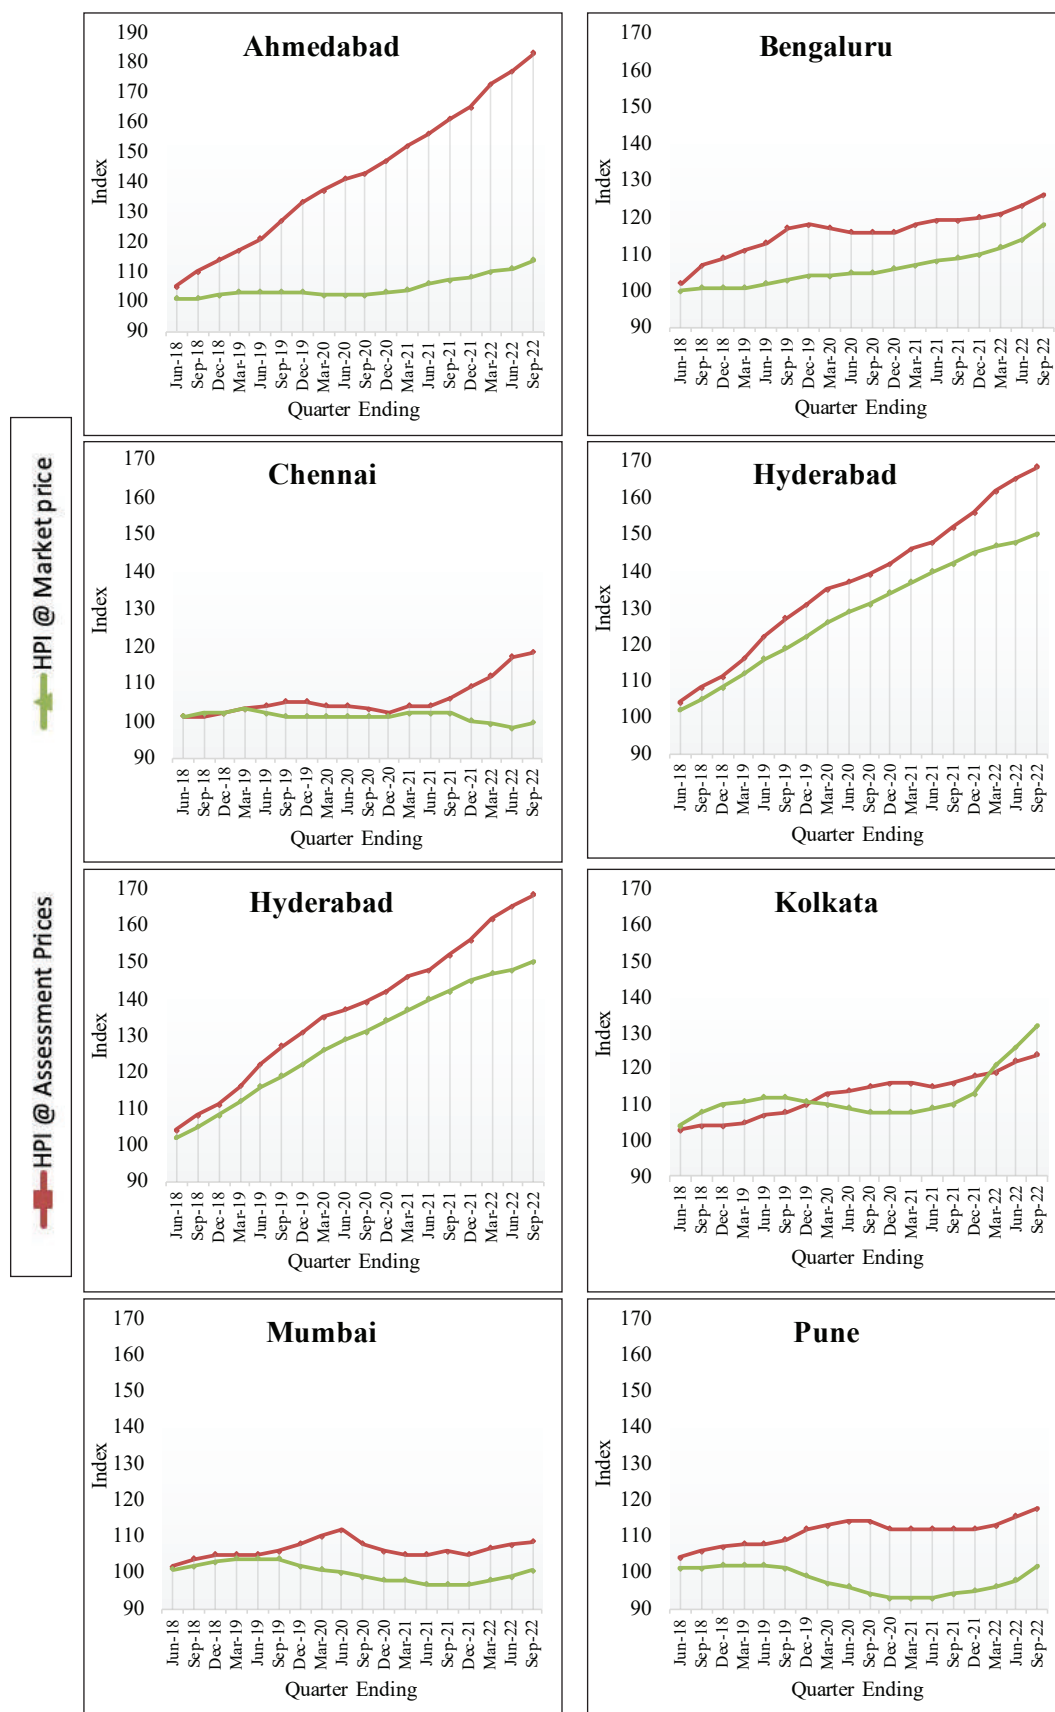 HPI @ Market price
HPI @ Assessment Prices
Ahmedabad
Index
190
180
170
160
150
140
130
120
110
100
90
Jun-18
Sep-18
Dec-18
Mar-19
Jun-19
Sep-19
Dec-19
Mar-20
Jun-20
Sep-20
Dec-20
Mar-21
Jun-21
Sep-21
Dec-21
Mar-22
Jun-22
Sep-22
Quarter Ending
Bengaluru
Index
170
160
150
140
130
120
110
100
90
Jun-18
Sep-18
Dec-18
Mar-19
Jun-19
Sep-19
Dec-19
Mar-20
Jun-20
Sep-20
Dec-20
Mar-21
Jun-21
Sep-21
Dec-21
Mar-22
Jun-22
Sep-22
Quarter Ending
Chennai
Index
170
160
150
140
130
120
110
100
90
Jun-18
Sep-18
Dec-18
Mar-19
Jun-19
Sep-19
Dec-19
Mar-20
Jun-20
Sep-20
Dec-20
Mar-21
Jun-21
Sep-21
Dec-21
Mar-22
Jun-22
Sep-22
Quarter Ending
Hyderabad
Index
170
160
150
140
130
120
110
100
90
Jun-18
Sep-18
Dec-18
Mar-19
Jun-19
Sep-19
Dec-19
Mar-20
Jun-20
Sep-20
Dec-20
Mar-21
Jun-21
Sep-21
Dec-21
Mar-22
Jun-22
Sep-22
Quarter Ending
Hyderabad
Index
170
160
150
140
130
120
110
100
90
Jun-18
Sep-18
Dec-18
Mar-19
Jun-19
Sep-19
Dec-19
Mar-20
Jun-20
Sep-20
Dec-20
Mar-21
Jun-21
Sep-21
Dec-21
Mar-22
Jun-22
Sep-22
Quarter Ending
Kolkata
Index
170
160
150
140
130
120
110
100
90
Jun-18
Sep-18
Dec-18
Mar-19
Jun-19
Sep-19
Dec-19
Mar-20
Jun-20
Sep-20
Dec-20
Mar-21
Jun-21
Sep-21
Dec-21
Mar-22
Jun-22
Sep-22
Quarter Ending
Mumbai
Index
170
160
150
140
130
120
110
100
90
Jun-18
Sep-18
Dec-18
Mar-19
Jun-19
Sep-19
Dec-19
Mar-20
Jun-20
Sep-20
Dec-20
Mar-21
Jun-21
Sep-21
Dec-21
Mar-22
Jun-22
Sep-22
Quarter Ending
Pune
Index
170
160
150
140
130
120
110
100
90
Jun-18
Sep-18
Dec-18
Mar-19
Jun-19
Sep-19
Dec-19
Mar-20
Jun-20
Sep-20
Dec-20
Mar-21
Jun-21
Sep-21
Dec-21
Mar-22
Jun-22
Sep-22
Quarter Ending